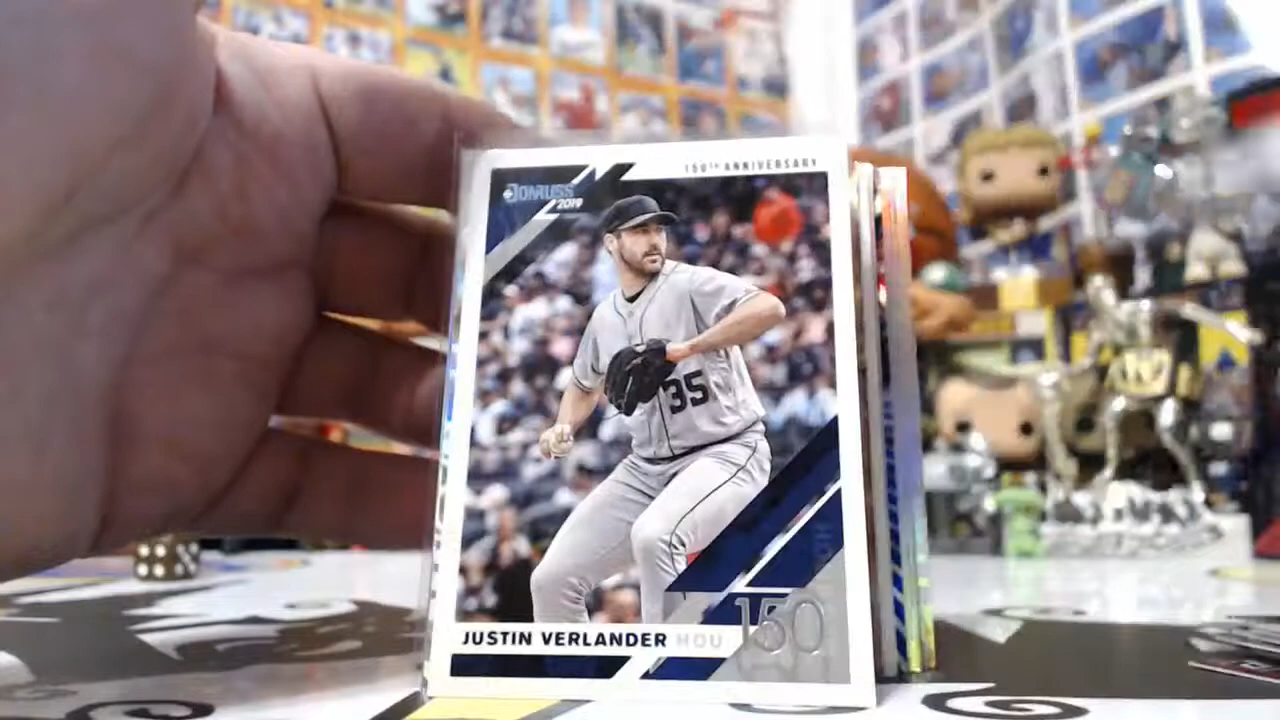 150TH ANNIVERSARY
DONRUSS
2019
35
150
JUSTIN VERLANDER HOU